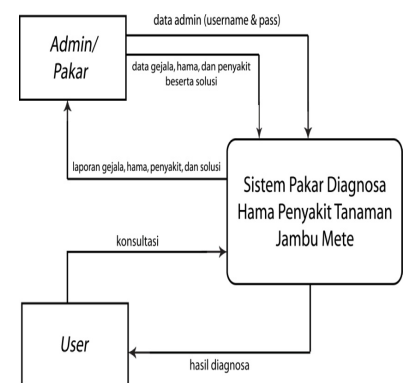 data admin (username & pass)
Admin/
Pakar
data gejala, hama, dan penyakit
beserta solusi
laporan gejala, hama, penyakit, dan solusi
Sistem Pakar Diagnosa
Hama Penyakit Tanaman
Jambu Mete
konsultasi
User
hasil diagnosa